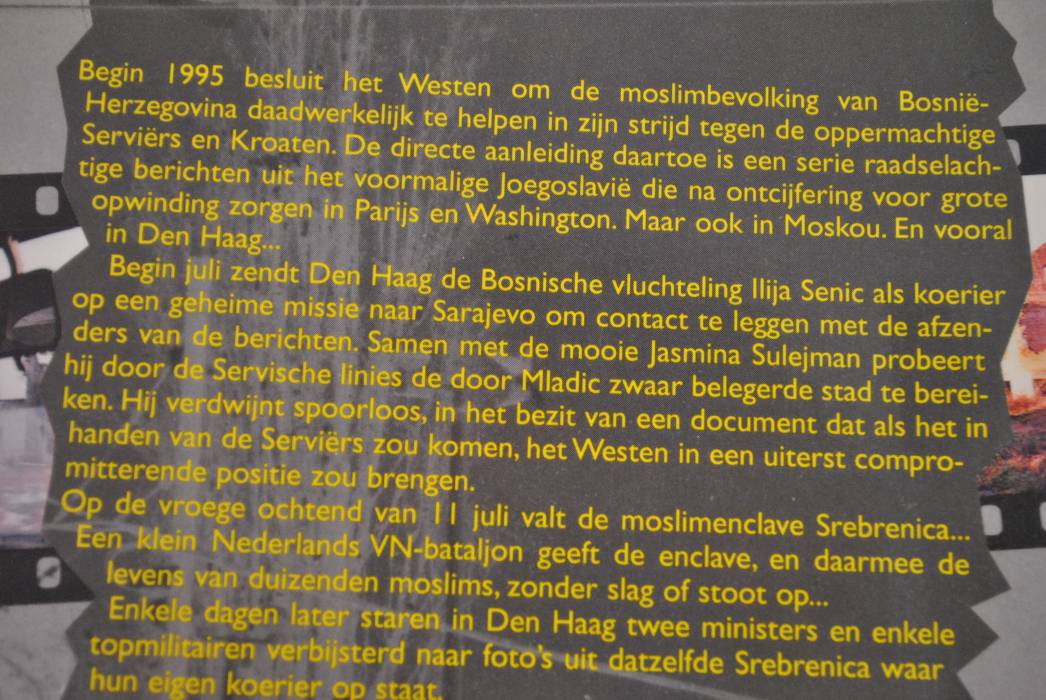 Begin 1995 besluit het Westen om de moslimbevolking van Bosnië-
Herzegovina daadwerkelijk te helpen in zijn strijd tegen de oppermachtige
Serviërs en Kroaten. De directe aanleiding daartoe is een serie raadselach-
tige berichten uit het voormalige Joegoslavië die na ontcijfering voor grote
opwinding zorgen in Parijs en Washington. Maar ook in Moskou. En vooral
in Den Haag...
Begin juli zendt Den Haag de Bosnische vluchteling Ilija Senic als koerier
op een geheime missie naar Sarajevo om contact te leggen met de afzen-
ders van de berichten. Samen met de mooie Jasmina Sulejman probeert
hij door de Servische linies de door Mladic zwaar belegerde stad te berei-
ken. Hij verdwijnt spoorloos, in het bezit van een document dat als het in
handen van de Serviërs zou komen, het Westen in een uiterst compro-
mitterende positie zou brengen.
Op de vroege ochtend van 11 juli valt de moslimenclave Srebrenica...
Een klein Nederlands VN-bataljon geeft de enclave, en daarmee de
levens van duizenden moslims, zonder slag of stoot op...
Enkele dagen later staren in Den Haag twee ministers en enkele
topmilitairen verbijsterd naar foto's uit datzelfde Srebrenica waar
hun eigen koerier op staat.